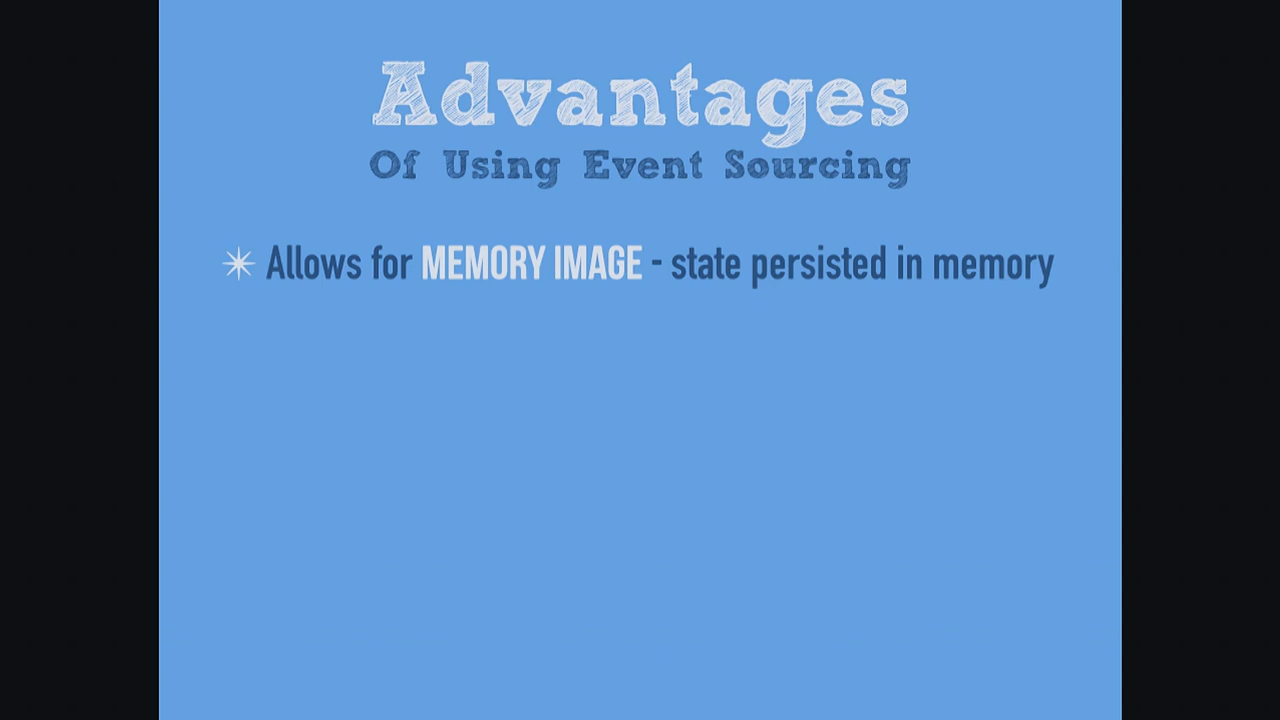 Advantages
Of Using Event Sourcing
✴ Allows for MEMORY IMAGE - state persisted in memory